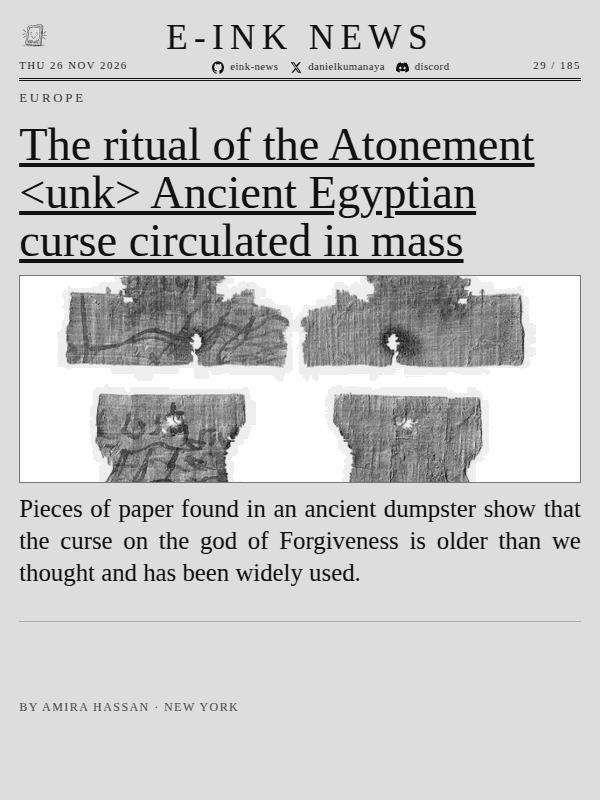 E-INK NEWS
THU 26 NOV 2026
eink-news danielkumanaya discord
29 / 185
EUROPE
The ritual of the Atonement
<unk> Ancient Egyptian
curse circulated in mass
Pieces of paper found in an ancient dumpster show that
the curse on the god of Forgiveness is older than we
thought and has been widely used.
BY AMIRA HASSAN · NEW YORK